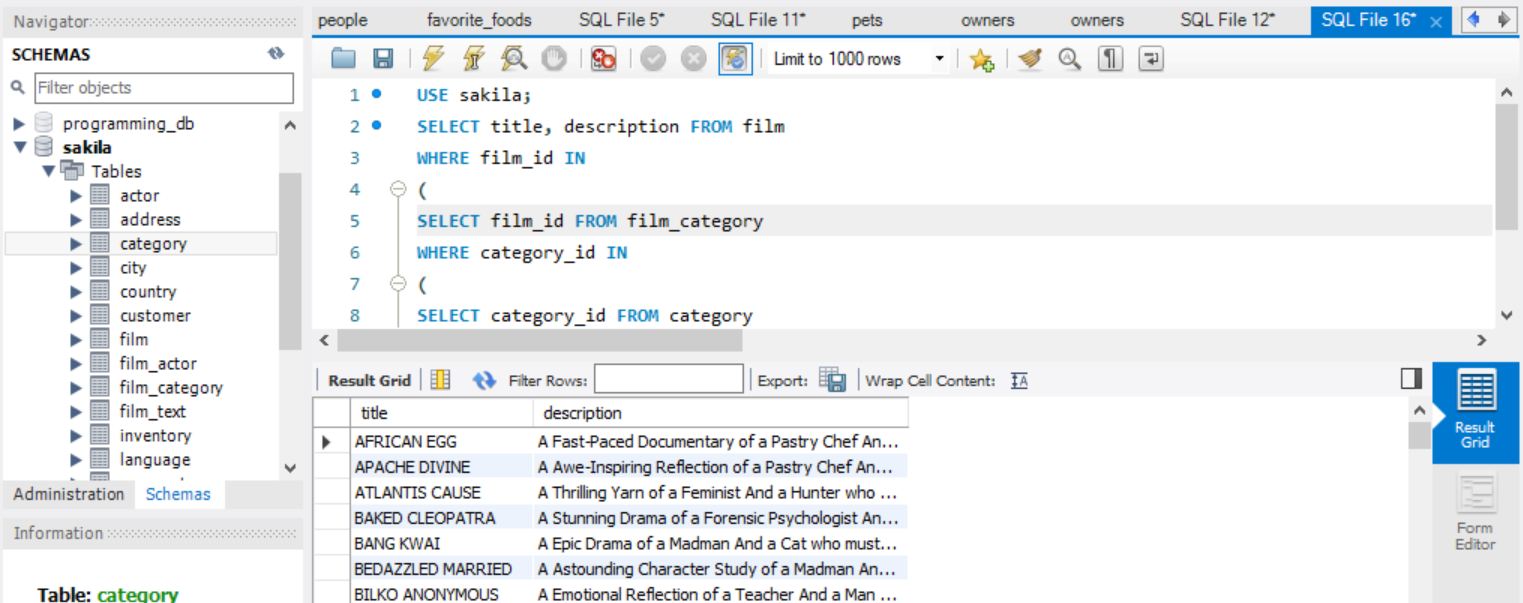 Navigator
people favorite_foods SQL File 5* SQL File 11* pets owners owners SQL File 12* SQL File 16*
SCHEMAS
Limit to 1000 rows
Filter objects
programming_db
sakila
Tables
actor
address
category
city
country
customer
film
film_actor
film_category
film_text
inventory
language
Administration Schemas
Information
Table: category
1 USE sakila;
2 SELECT title, description FROM film
3 WHERE film_id IN
4 (
5 SELECT film_id FROM film_category
6 WHERE category_id IN
7 (
8 SELECT category_id FROM category
Result Grid Filter Rows: Export: Wrap Cell Content:
title description
AFRICAN EGG A Fast-Paced Documentary of a Pastry Chef An...
APACHE DIVINE A Awe-Inspiring Reflection of a Pastry Chef An...
ATLANTIS CAUSE A Thrilling Yarn of a Feminist And a Hunter who ...
BAKED CLEOPATRA A Stunning Drama of a Forensic Psychologist An...
BANG KWAI A Epic Drama of a Madman And a Cat who must...
BEDAZZLED MARRIED A Astounding Character Study of a Madman An...
BILKO ANONYMOUS A Emotional Reflection of a Teacher And a Man ...
Result
Grid
Form
Editor